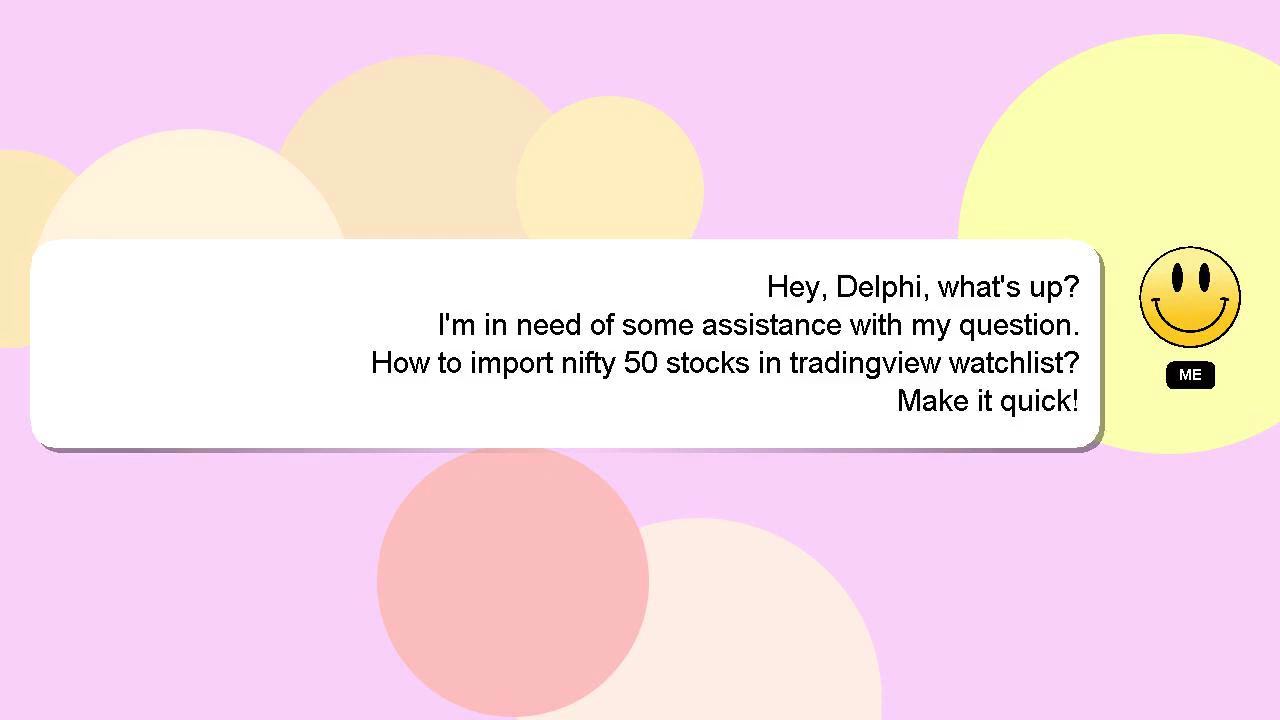 Hey, Delphi, what's up?
I'm in need of some assistance with my question.
How to import nifty 50 stocks in tradingview watchlist?
Make it quick!
ME